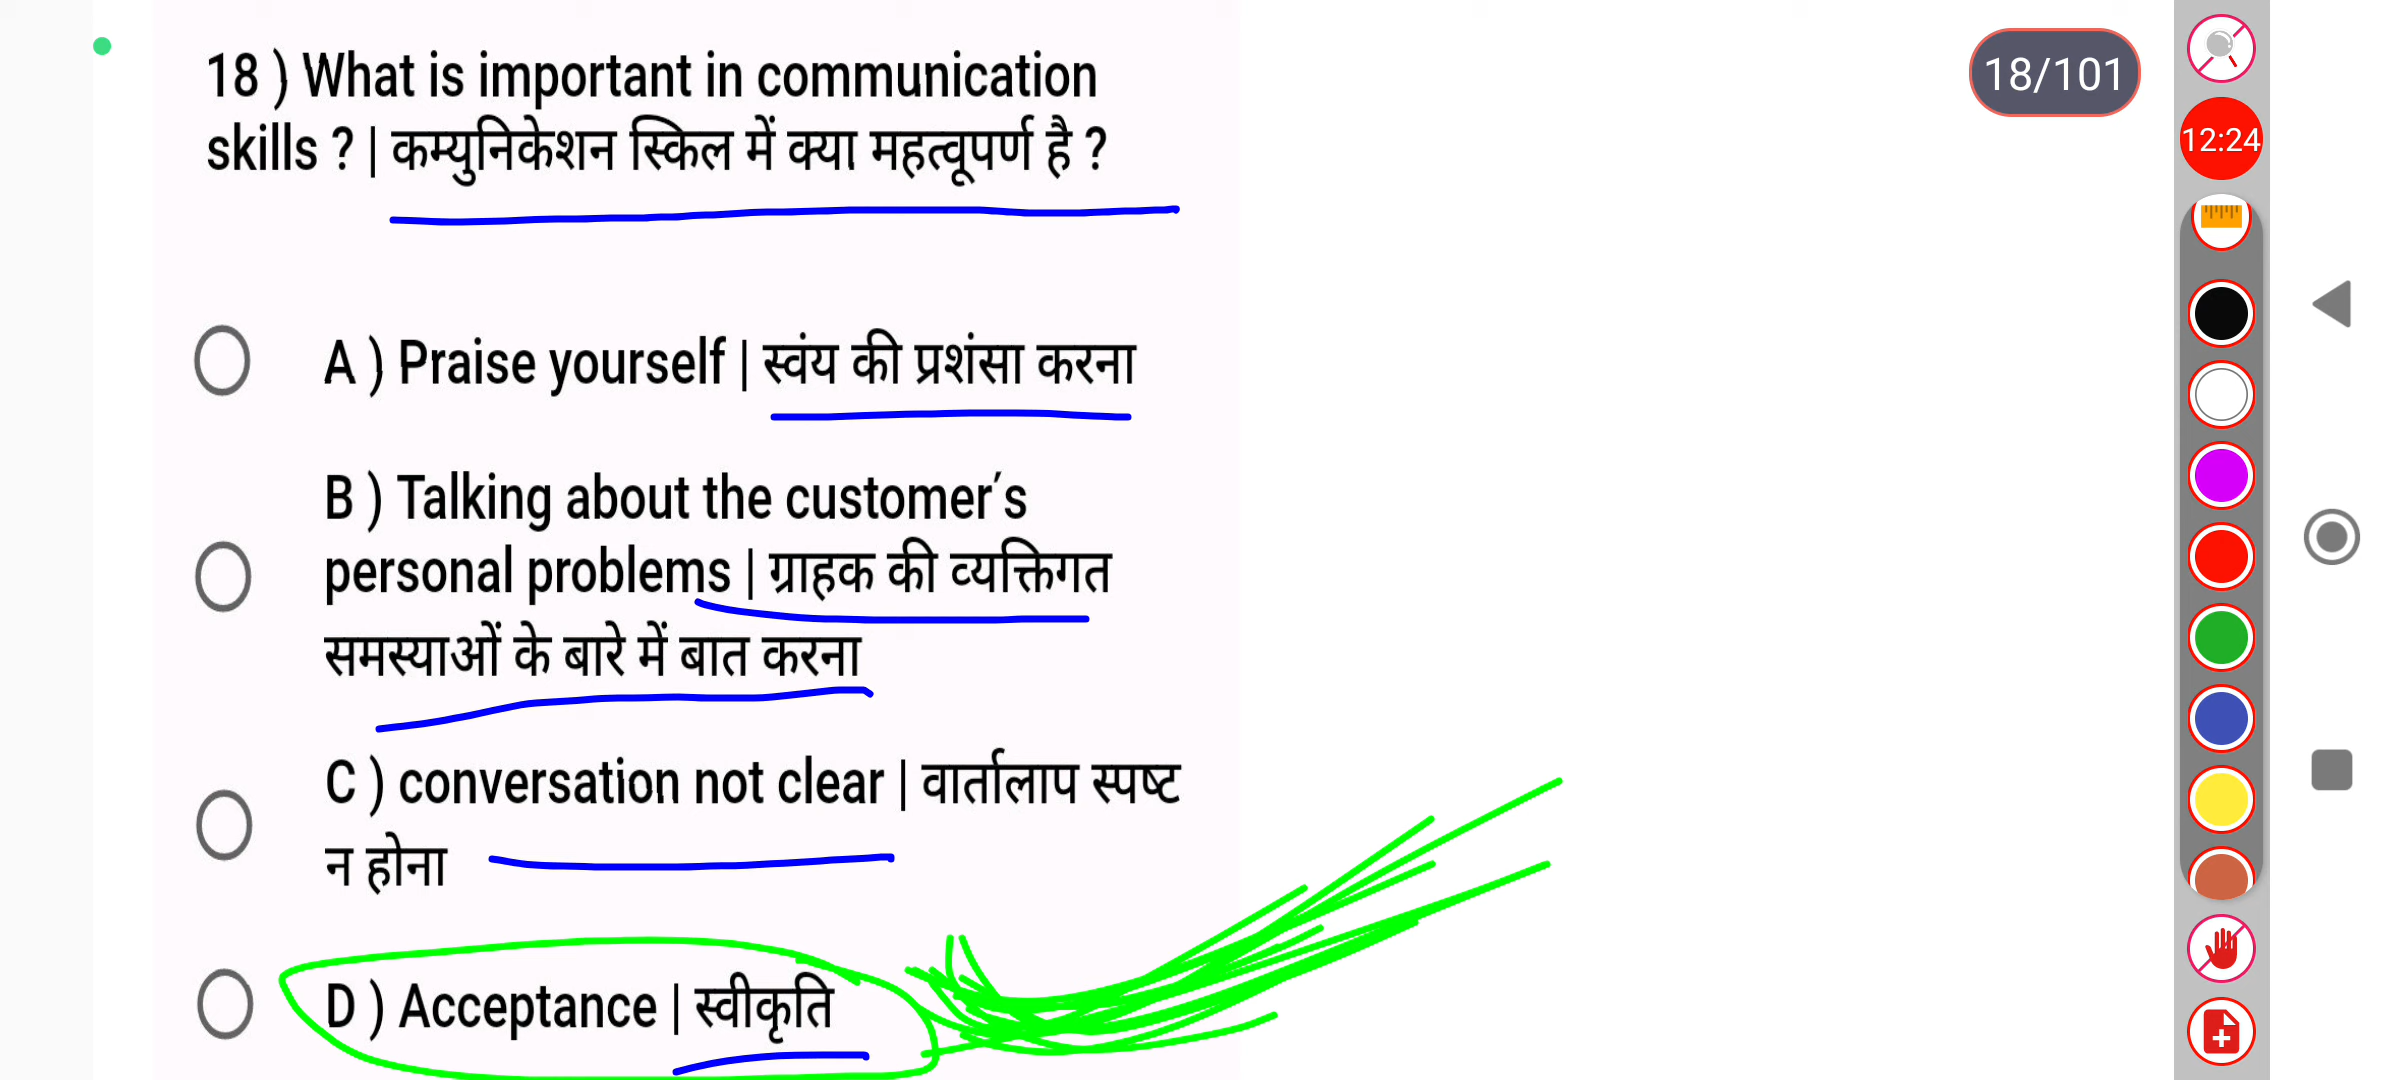 18 ) What is important in communication
skills ? | कम्युनिकेशन स्किल में क्या महत्वूपर्ण है ?
A ) Praise yourself | स्वंय की प्रशंसा करना
B ) Talking about the customer′s
personal problems | ग्राहक की व्यक्तिगत
समस्याओं के बारे में बात करना
C ) conversation not clear | वार्तालाप स्पष्ट
न होना
D ) Acceptance | स्वीकृति
18/101
12:24